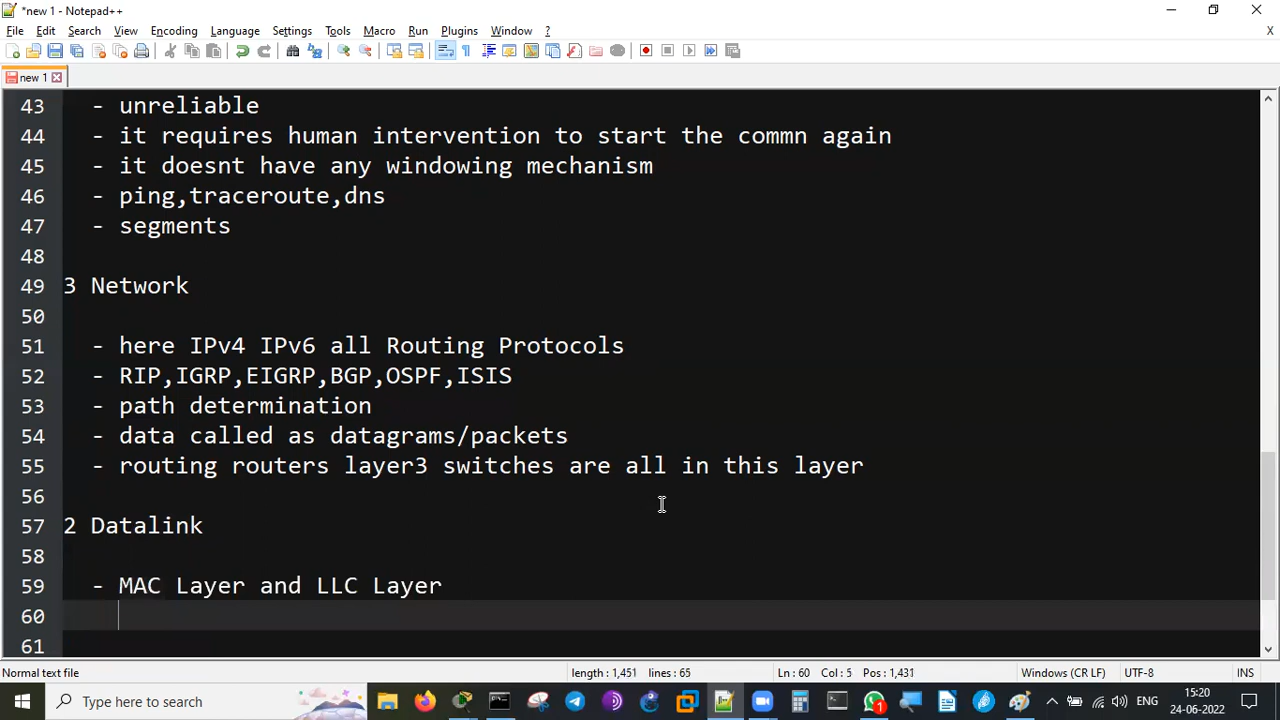 *new 1 - Notepad++
File Edit Search View Encoding Language Settings Tools Macro Run Plugins Window ? X
new 1
43 - unreliable
44 - it requires human intervention to start the commn again
45 - it doesnt have any windowing mechanism
46 - ping,traceroute,dns
47 - segments
48
49 3 Network
50
51 - here IPv4 IPv6 all Routing Protocols
52 - RIP,IGRP,EIGRP,BGP,OSPF,ISIS
53 - path determination
54 - data called as datagrams/packets
55 - routing routers layer3 switches are all in this layer
56
57 2 Datalink
58
59 - MAC Layer and LLC Layer
60
61
Normal text file length : 1,451 lines : 65 Ln : 60 Col : 5 Pos : 1,431 Windows (CR LF) UTF-8 INS
Type here to search 1 ENG 15:20
24-06-2022